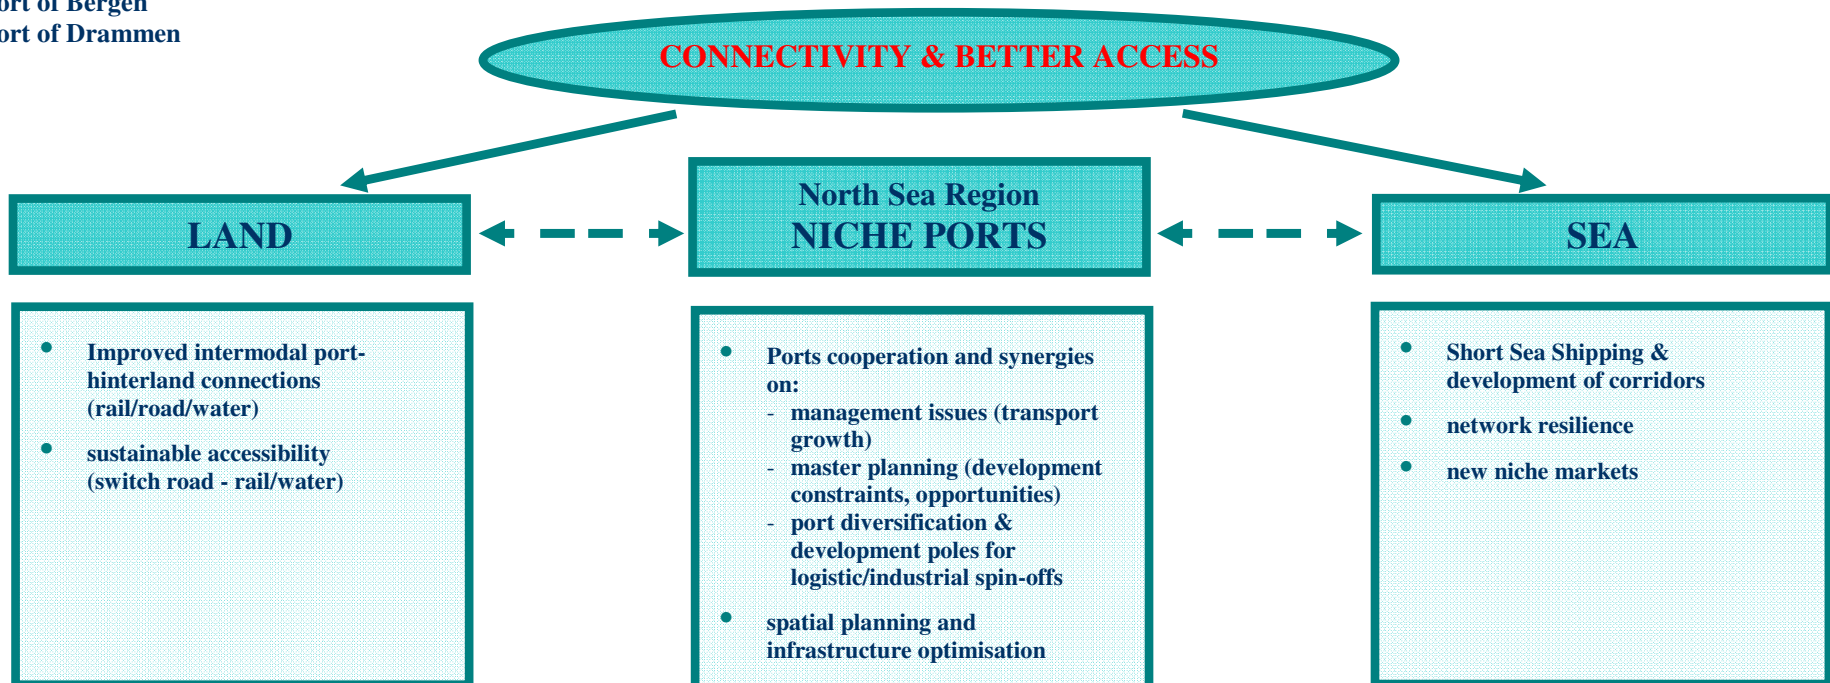 ort of Bergen
ort of Drammen
CONNECTIVITY & BETTER ACCESS
LAND
North Sea Region
NICHE PORTS
SEA
• Improved intermodal port-
hinterland connections
(rail/road/water)
• sustainable accessibility
(switch road - rail/water)
• Ports cooperation and synergies
on:
- management issues (transport
growth)
- master planning (development
constraints, opportunities)
- port diversification &
development poles for
logistic/industrial spin-offs
• spatial planning and
infrastructure optimisation
• Short Sea Shipping &
development of corridors
• network resilience
• new niche markets